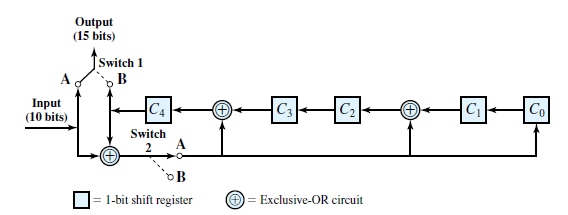 Output
(15 bits)
Switch 1
A
B
Input
(10 bits)
C4
C3
C2
C1
C0
Switch
2
A
B
= 1-bit shift register
= Exclusive-OR circuit